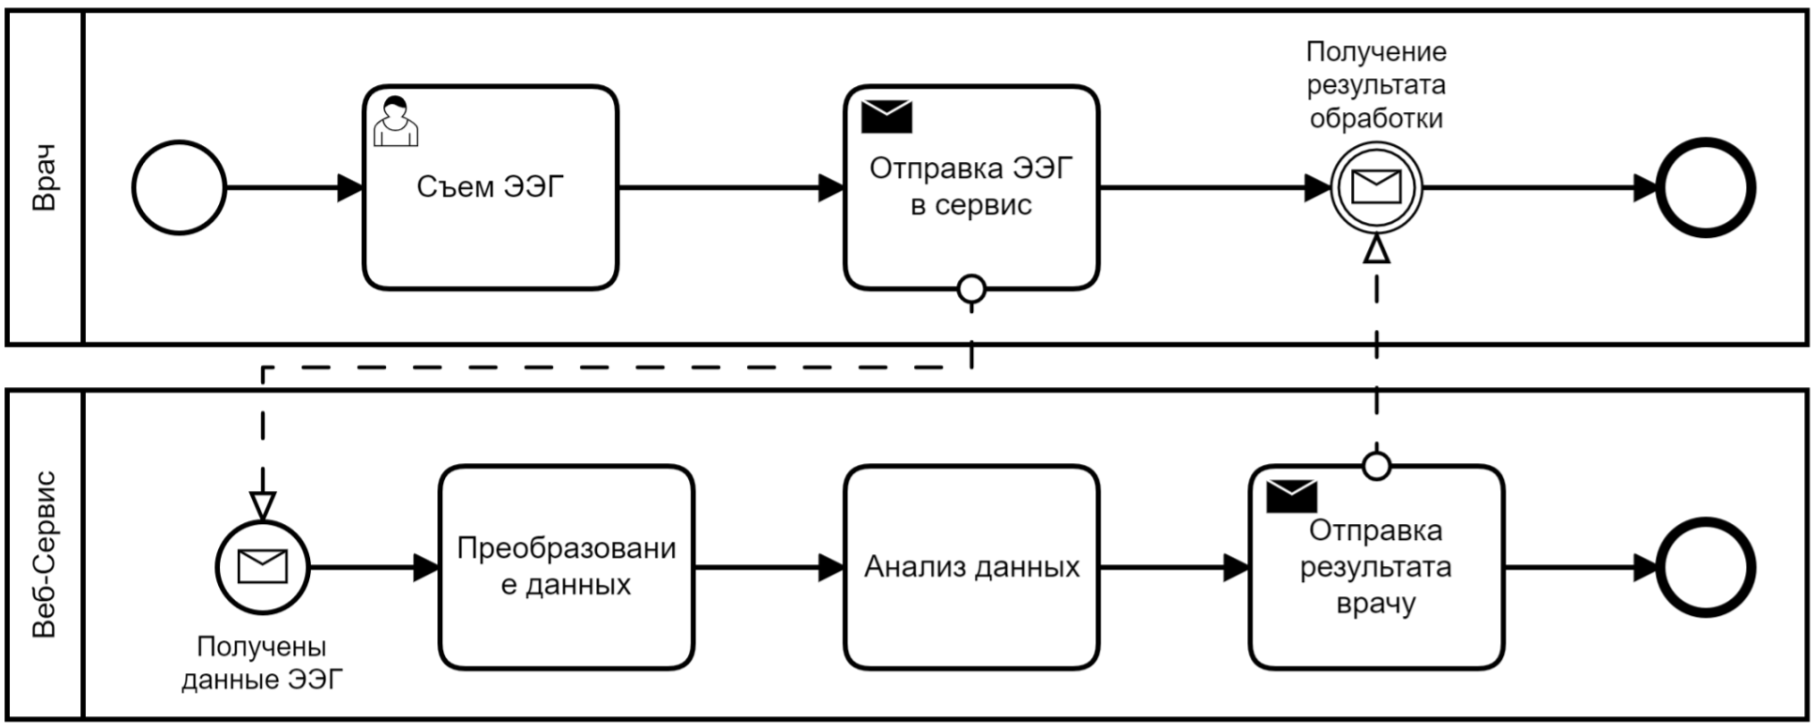 Врач
Съем ЭЭГ
Отправка ЭЭГ
в сервис
Получение
результата
обработки
Веб-Сервис
Получены
данные ЭЭГ
Преобразовани
е данных
Анализ данных
Отправка
результата
врачу